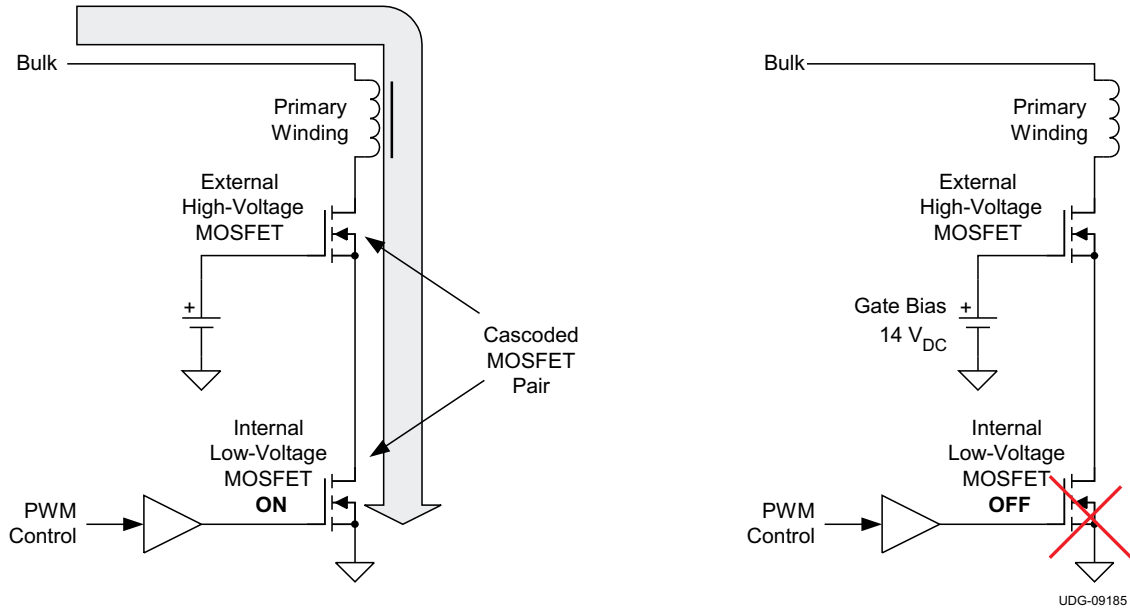 Bulk
Primary
Winding
External
High-Voltage
MOSFET
+
Cascoded
MOSFET
Pair
Internal
Low-Voltage
MOSFET
ON
PWM
Control
Bulk
Primary
Winding
External
High-Voltage
MOSFET
Gate Bias
14 VDC
+
Internal
Low-Voltage
MOSFET
OFF
PWM
Control
UDG-09185